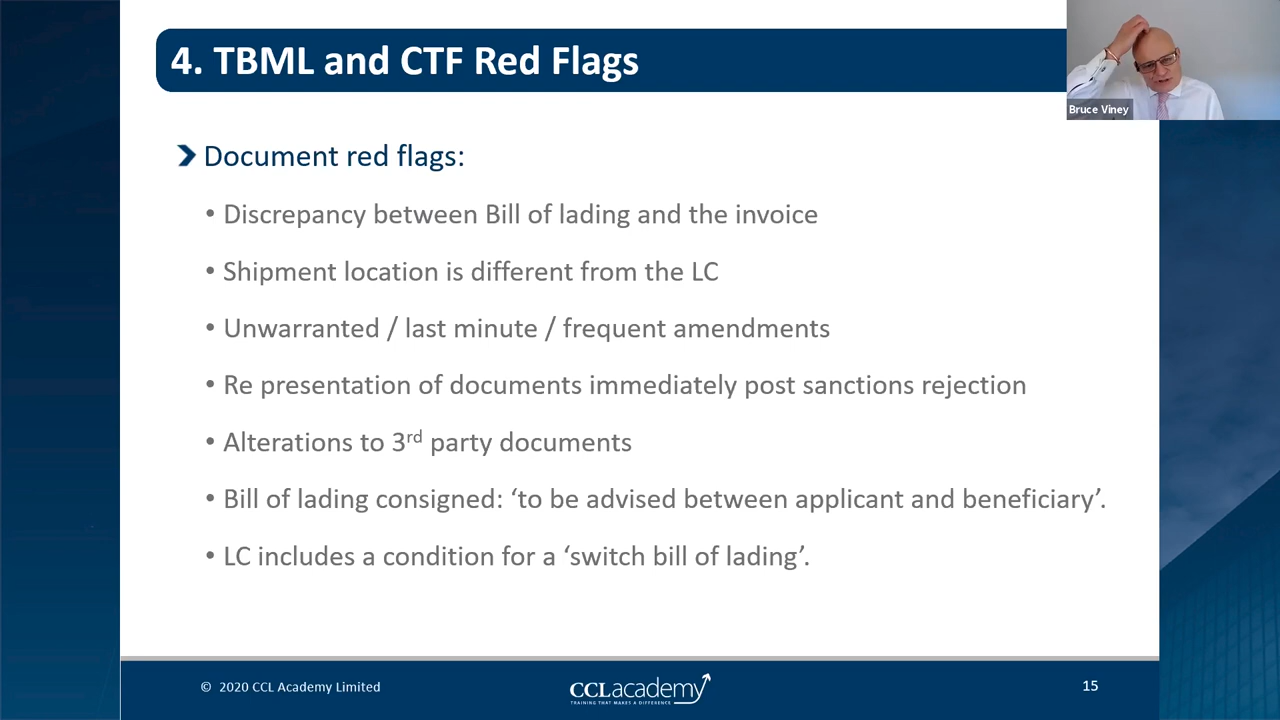 4. TBML and CTF Red Flags
Bruce Viney
Document red flags:
• Discrepancy between Bill of lading and the invoice
• Shipment location is different from the LC
• Unwarranted / last minute / frequent amendments
• Re presentation of documents immediately post sanctions rejection
• Alterations to 3rd party documents
• Bill of lading consigned: ‘to be advised between applicant and beneficiary’.
• LC includes a condition for a ‘switch bill of lading’.
© 2020 CCL Academy Limited
CCLacademy
TRAINING THAT MAKES A DIFFERENCE
15